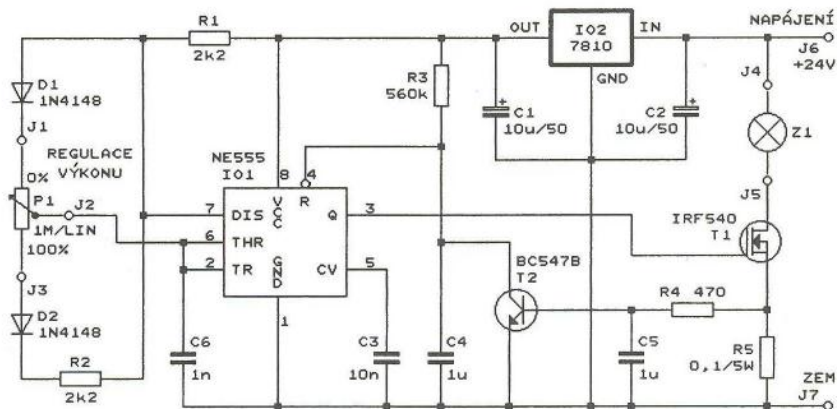 R1
2k2
OUT
IO2
7810
IN
NAPÁJENÍ
J6
+24V
GND
D1
1N4148
J1
REGULACE
VÝKONU
0%
P1
J2
1M/LIN
100%
J3
D2
1N4148
R2
2k2
R3
560k
C1
10u/50
C2
10u/50
J4
Z1
J5
NE555
IO1
8
4
VCC
R
7
DIS
Q
3
6
THR
2
TR
GND
CV
5
1
IRF540
T1
BC547B
T2
R4 470
C6
1n
C3
10n
C4
1u
C5
1u
R5
0,1/5W
ZEM
J7